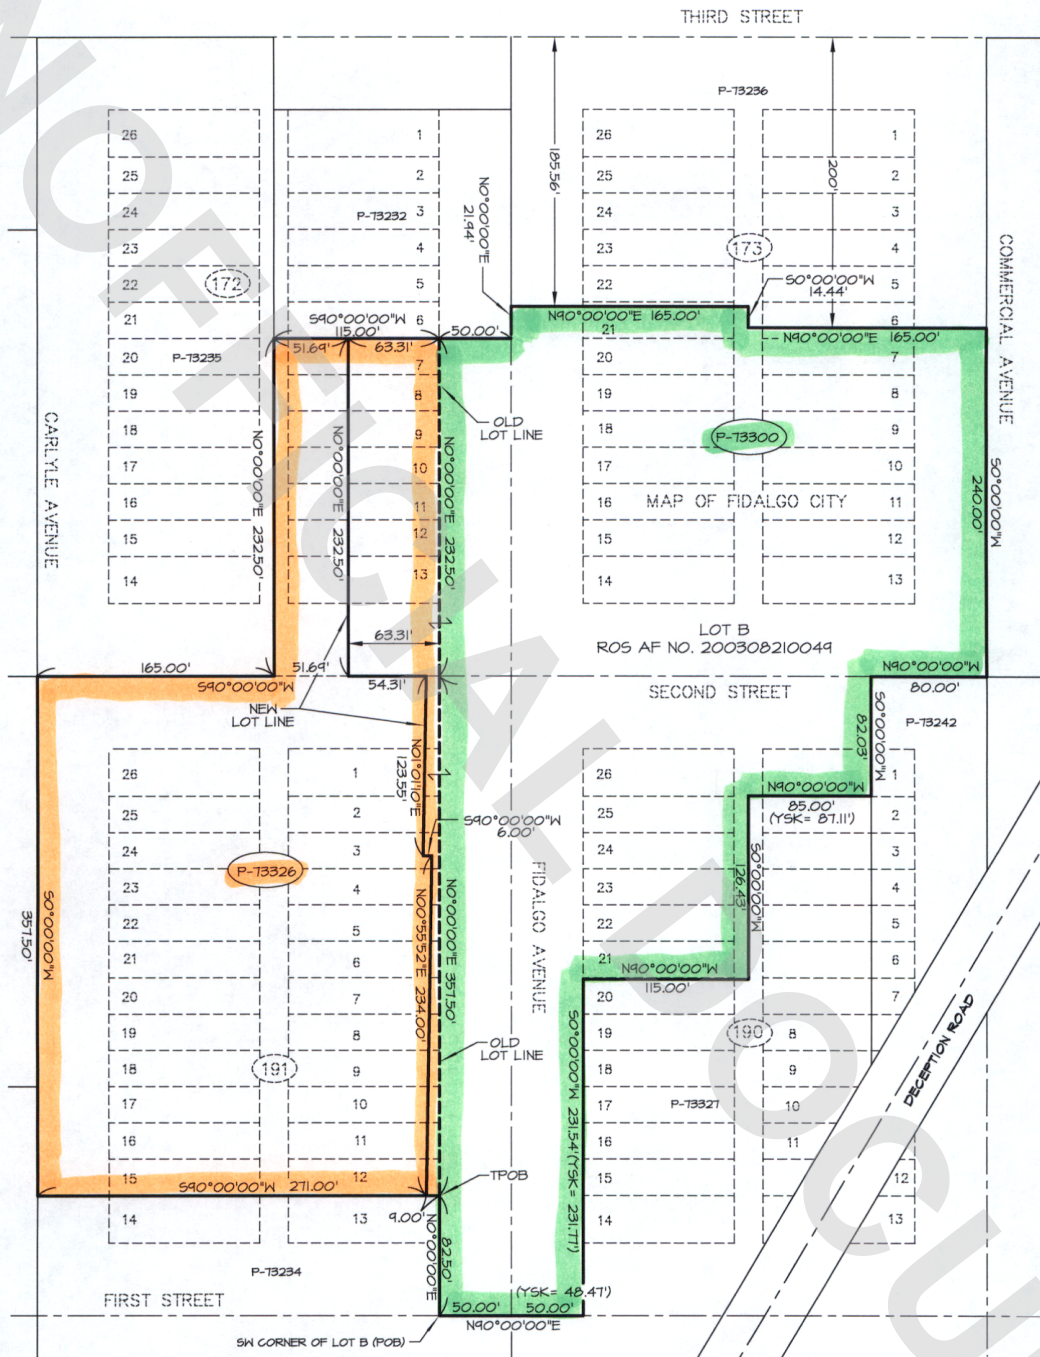 THIRD STREET
P-73236
26
25
24
23
22
21
20
19
18
17
16
15
14
P-73235
172
1
2
P-73232 3
4
5
6
7
8
9
10
11
12
13
185.56'
200'
N0°00'00"E
21.94'
26
25
24
23
22
21
20
19
18
17
16
15
14
173
1
2
3
4
5
6
7
8
9
10
11
12
13
S0°00'00"W
14.44'
COMMERCIAL AVENUE
S90°00'00"W
115.00'
50.00'
N90°00'00"E 165.00'
N90°00'00"E 165.00'
51.69'
63.31'
OLD
LOT LINE
P-73300
MAP OF FIDALGO CITY
CARLYLE AVENUE
N0°00'00"E 232.50'
N0°00'00"E 232.50'
N0°00'00"E 232.50'
S0°00'00"W
240.00'
63.31'
LOT B
ROS AF NO. 200308210049
165.00'
S90°00'00"W
51.69'
54.31'
N90°00'00"W
80.00'
SECOND STREET
NEW
LOT LINE
P-73242
S0°00'00"W
82.03'
N01°01'10"E
123.55'
N90°00'00"W
85.00'
(YSK= 87.11')
S90°00'00"W
6.00'
26
25
24
23
22
21
20
19
18
17
16
15
14
P-73326
191
1
2
3
4
5
6
7
8
9
10
11
12
13
S0°00'00"W
357.50'
N00°55'52"E 234.00'
N0°00'00"E 357.50'
FIDALGO AVENUE
26
25
24
23
22
21
20
19
18
17
16
15
14
S0°00'00"W
126.43'
N90°00'00"W
115.00'
190
P-73327
1
2
3
4
5
6
7
8
9
10
11
12
13
DECEPTION ROAD
OLD
LOT LINE
S0°00'00"W 231.54'(YSK= 231.77')
TPOB
S90°00'00"W 271.00'
9.00'
N0°00'00"E
82.50'
P-73234
FIRST STREET
(YSK= 48.47')
50.00'
50.00'
N90°00'00"E
SW CORNER OF LOT B (POB)
NOFFICIAL DOCU